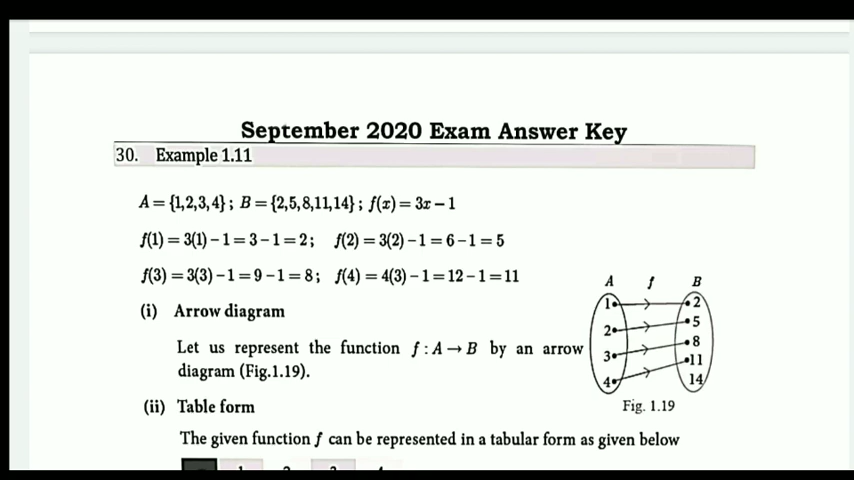 September 2020 Exam Answer Key
30. Example 1.11
A = {1,2,3,4} ; B = {2,5,8,11,14} ; f(x) = 3x − 1
f(1) = 3(1) − 1 = 3 − 1 = 2 ; f(2) = 3(2) − 1 = 6 − 1 = 5
f(3) = 3(3) − 1 = 9 − 1 = 8 ; f(4) = 4(3) − 1 = 12 − 1 = 11
(i) Arrow diagram
Let us represent the function f : A → B by an arrow
diagram (Fig.1.19).
A f B
1 2
2 5
3 8
4 11
14
Fig. 1.19
(ii) Table form
The given function f can be represented in a tabular form as given below